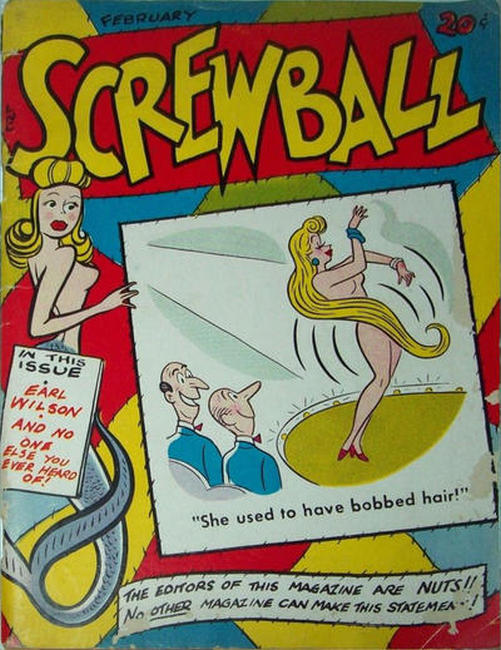 FEBRUARY
20¢
SCREWBALL
IN THIS
ISSUE
EARL
WILSON
AND NO
ONE
ELSE YOU
EVER HEARD
OF!
"She used to have bobbed hair!"
THE EDITORS OF THIS MAGAZINE ARE NUTS!!
NO OTHER MAGAZINE CAN MAKE THIS